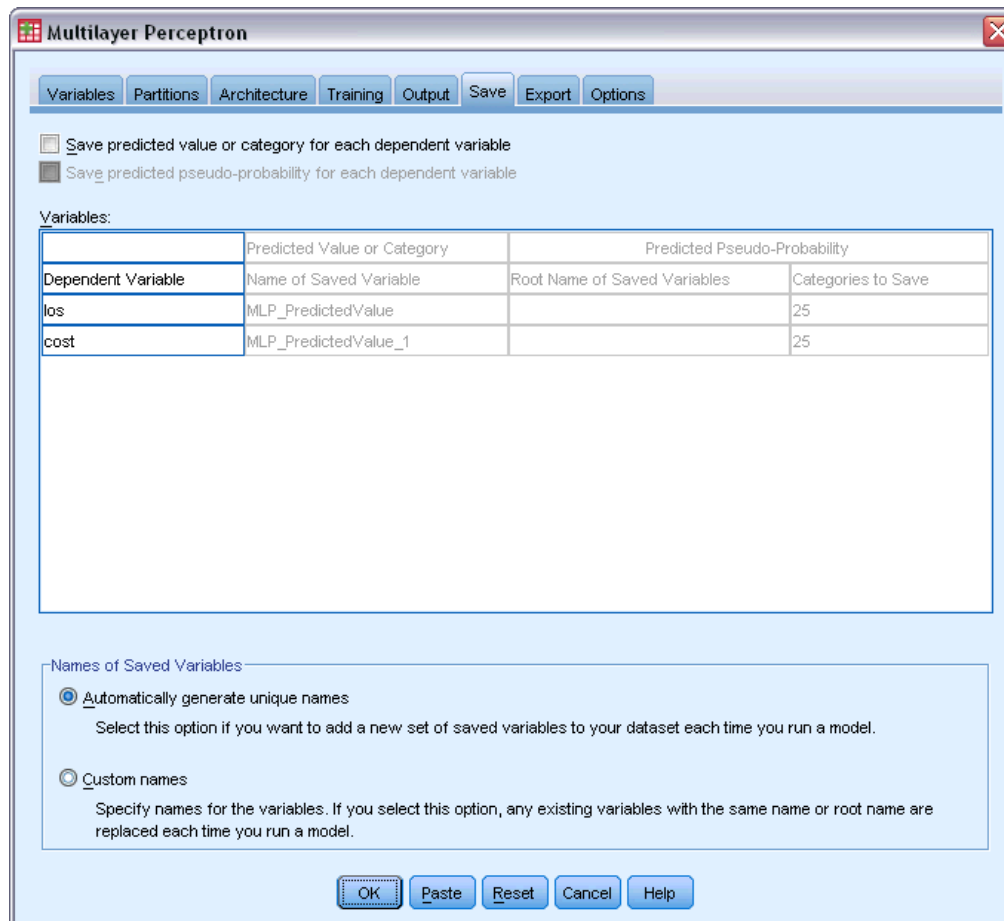 Multilayer Perceptron
Variables Partitions Architecture Training Output Save Export Options
Save predicted value or category for each dependent variable
Save predicted pseudo-probability for each dependent variable
Variables:
Predicted Value or Category Predicted Pseudo-Probability
Dependent Variable Name of Saved Variable Root Name of Saved Variables Categories to Save
los MLP_PredictedValue 25
cost MLP_PredictedValue_1 25
Names of Saved Variables
Automatically generate unique names
Select this option if you want to add a new set of saved variables to your dataset each time you run a model.
Custom names
Specify names for the variables. If you select this option, any existing variables with the same name or root name are
replaced each time you run a model.
OK Paste Reset Cancel Help